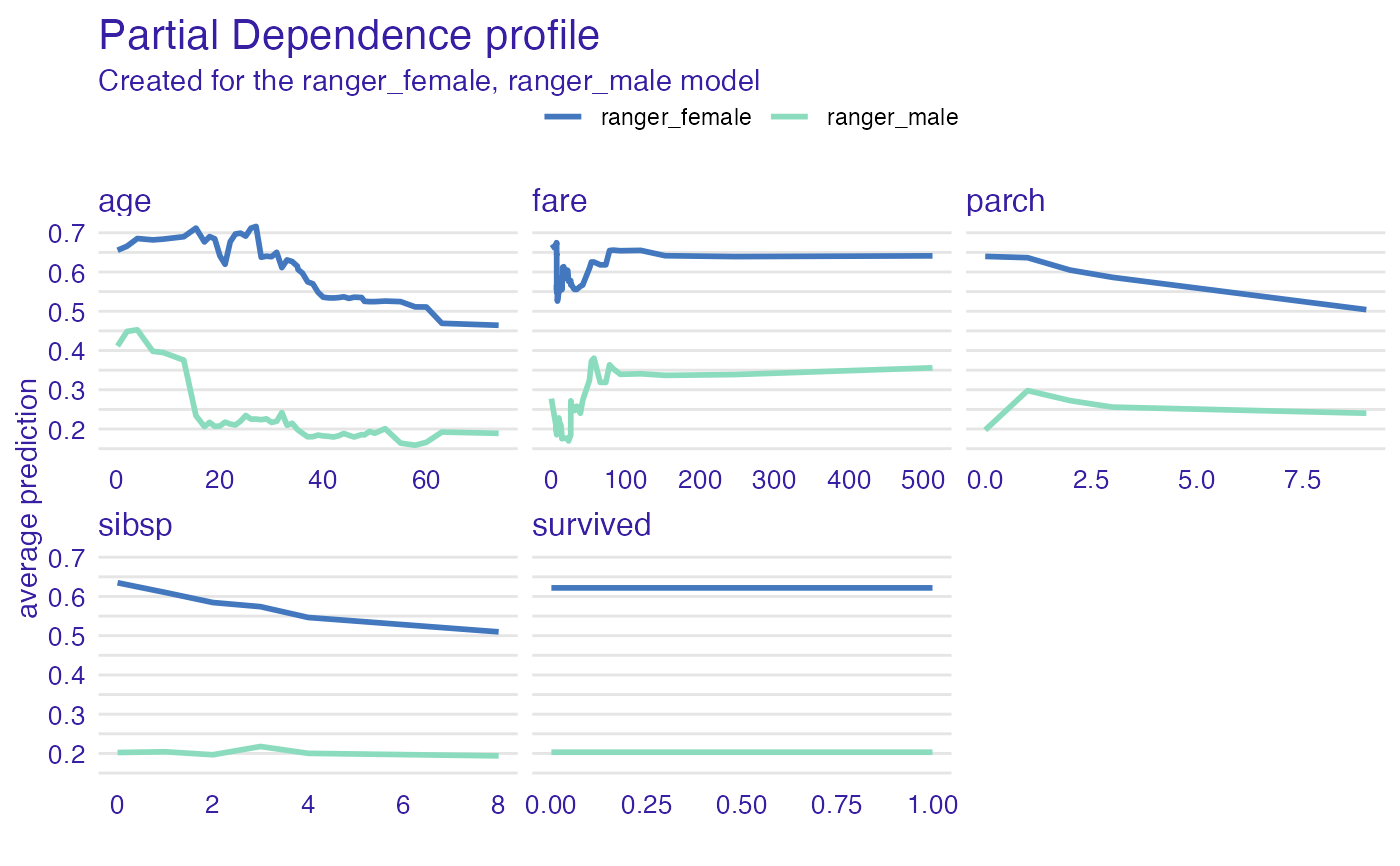 Partial Dependence profile
Created for the ranger_female, ranger_male model
ranger_female ranger_male
age fare parch
0.7
0.6
0.5
0.4
0.3
0.2
0 20 40 60 0 100 200 300 400 500 0.0 2.5 5.0 7.5
average prediction
sibsp survived
0.7
0.6
0.5
0.4
0.3
0.2
0 2 4 6 8 0.00 0.25 0.50 0.75 1.00